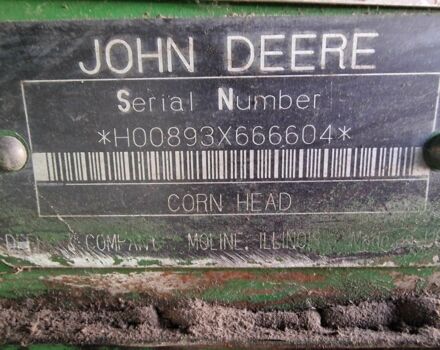 JOHN DEERE
Serial Number
*H00893X666604*
CORN HEAD
COMPANY MOLINE, ILLINOIS